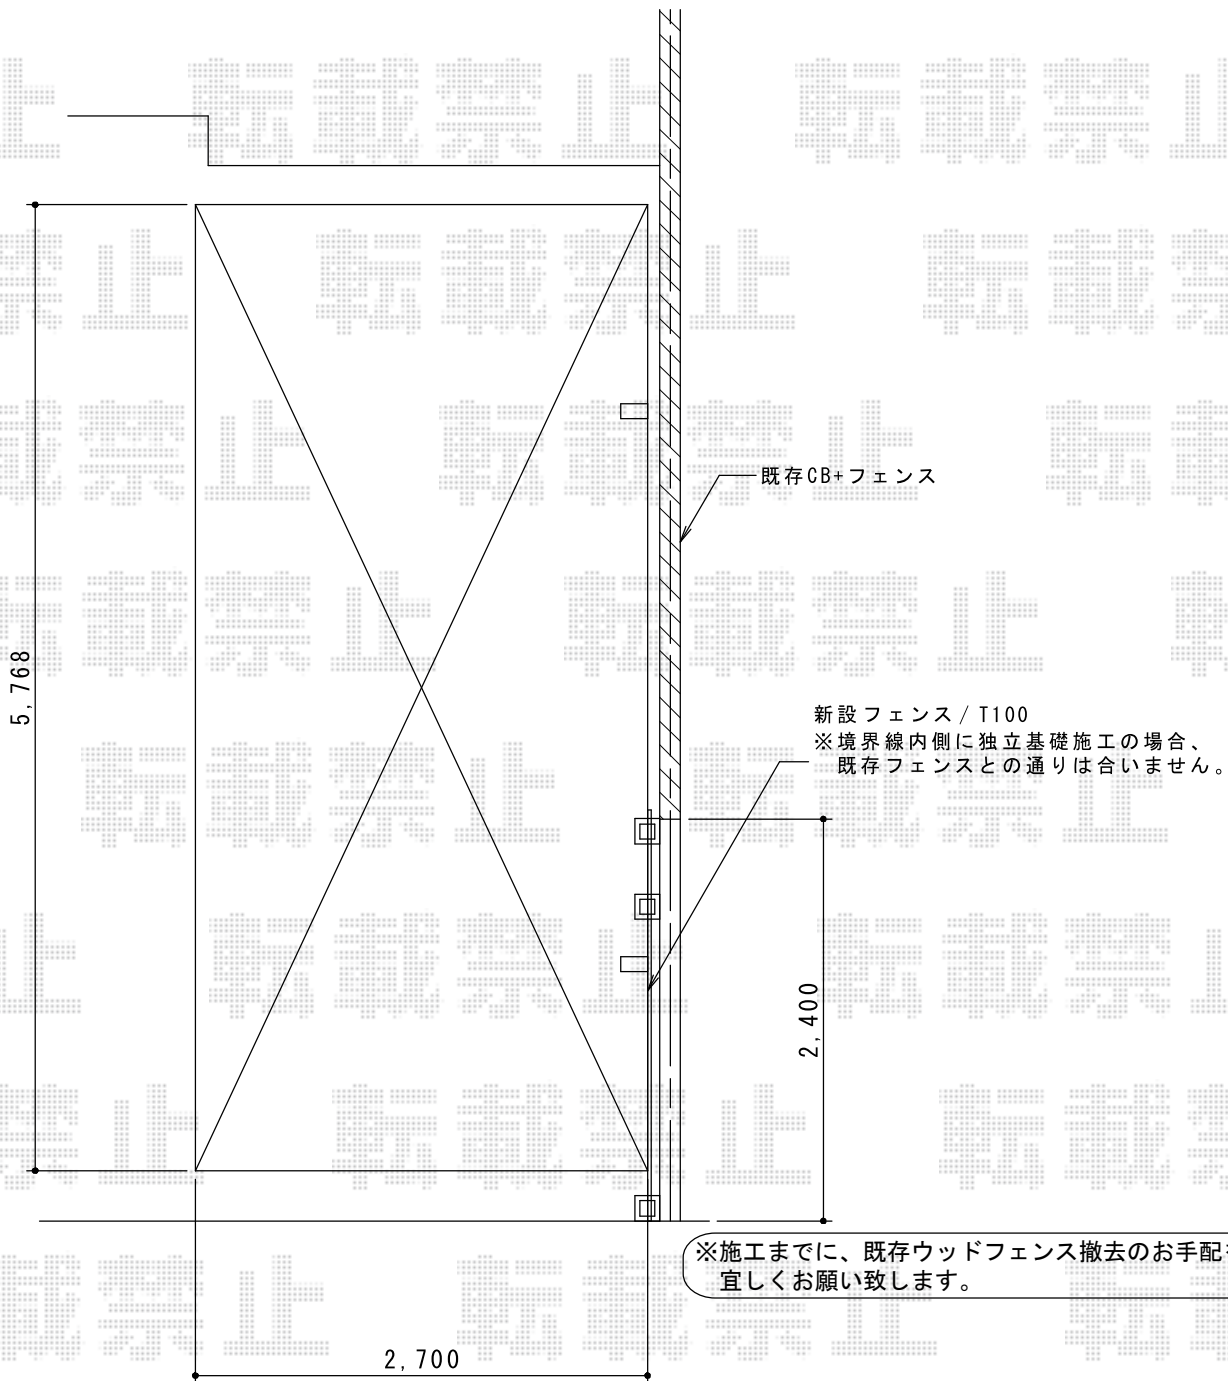 転載禁止
既存CB+フェンス
5,768
新設フェンス/T100
※境界線内側に独立基礎施工の場合、
既存フェンスとの通りは合いません。
2,400
※施工までに、既存ウッドフェンス撤去のお手配
宜しくお願い致します。
2,700